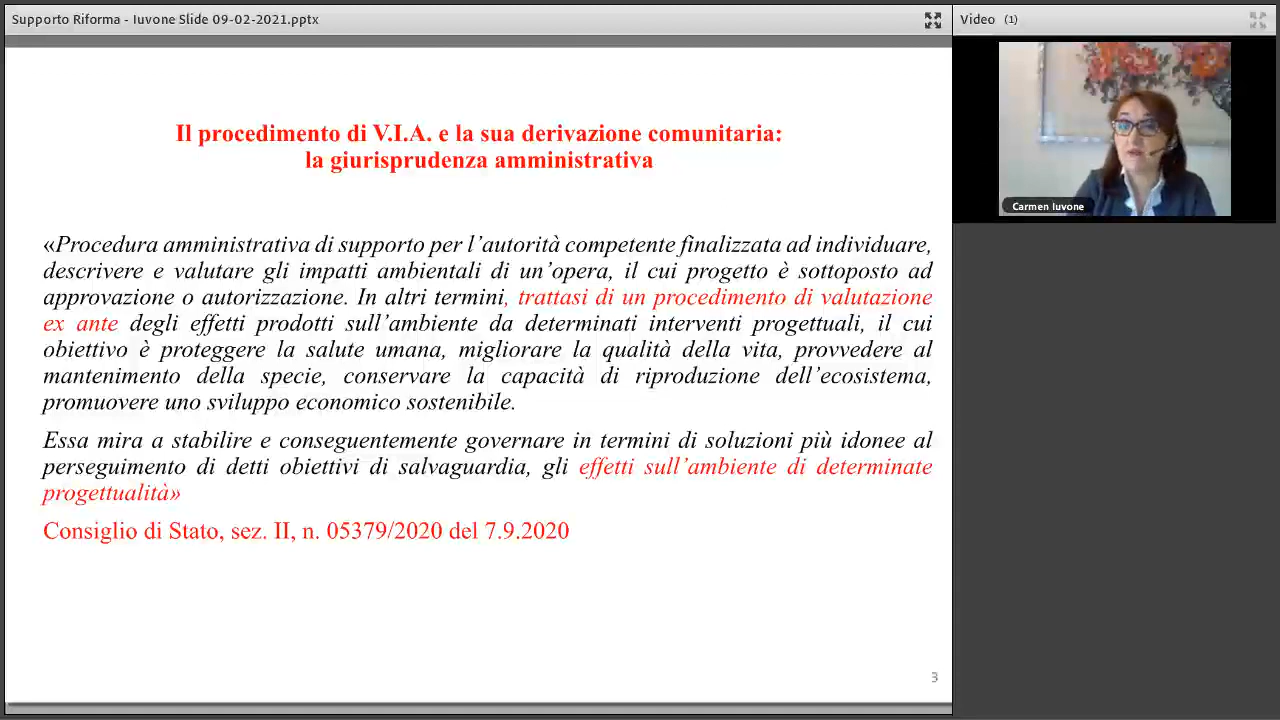 Supporto Riforma - Iuvone Slide 09-02-2021.pptx
Video (1)
Carmen Iuvone
Il procedimento di V.I.A. e la sua derivazione comunitaria:
la giurisprudenza amministrativa
«Procedura amministrativa di supporto per l’autorità competente finalizzata ad individuare,
descrivere e valutare gli impatti ambientali di un’opera, il cui progetto è sottoposto ad
approvazione o autorizzazione. In altri termini, trattasi di un procedimento di valutazione
ex ante degli effetti prodotti sull’ambiente da determinati interventi progettuali, il cui
obiettivo è proteggere la salute umana, migliorare la qualità della vita, provvedere al
mantenimento della specie, conservare la capacità di riproduzione dell’ecosistema,
promuovere uno sviluppo economico sostenibile.
Essa mira a stabilire e conseguentemente governare in termini di soluzioni più idonee al
perseguimento di detti obiettivi di salvaguardia, gli effetti sull’ambiente di determinate
progettualità»
Consiglio di Stato, sez. II, n. 05379/2020 del 7.9.2020
3